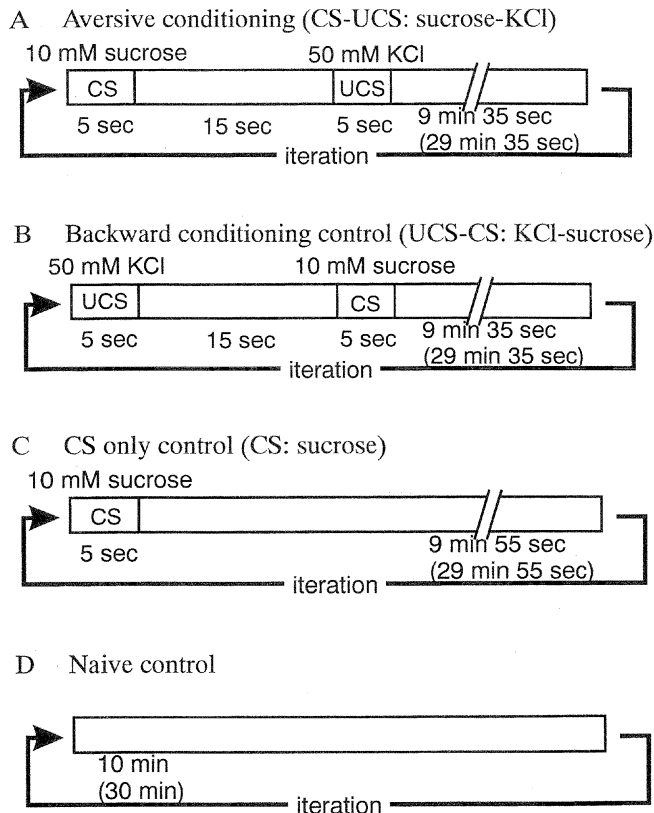 A Aversive conditioning (CS-UCS: sucrose-KCl)
10 mM sucrose 50 mM KCl
CS UCS
5 sec 15 sec 5 sec 9 min 35 sec
(29 min 35 sec)
iteration
B Backward conditioning control (UCS-CS: KCl-sucrose)
50 mM KCl 10 mM sucrose
UCS CS
5 sec 15 sec 5 sec 9 min 35 sec
(29 min 35 sec)
iteration
C CS only control (CS: sucrose)
10 mM sucrose
CS
5 sec 9 min 55 sec
(29 min 55 sec)
iteration
D Naive control
10 min
(30 min)
iteration